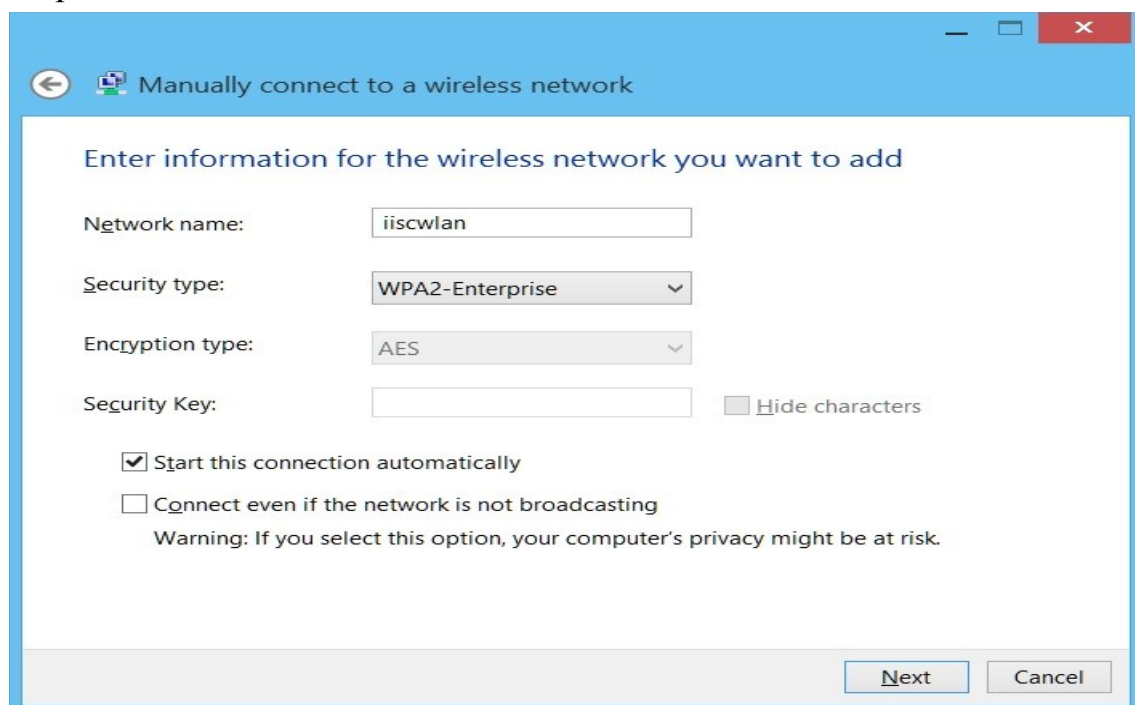 Manually connect to a wireless network
Enter information for the wireless network you want to add
Network name: iiscwlan
Security type: WPA2-Enterprise
Encryption type: AES
Security Key: Hide characters
Start this connection automatically
Connect even if the network is not broadcasting
Warning: If you select this option, your computer's privacy might be at risk.
Next Cancel